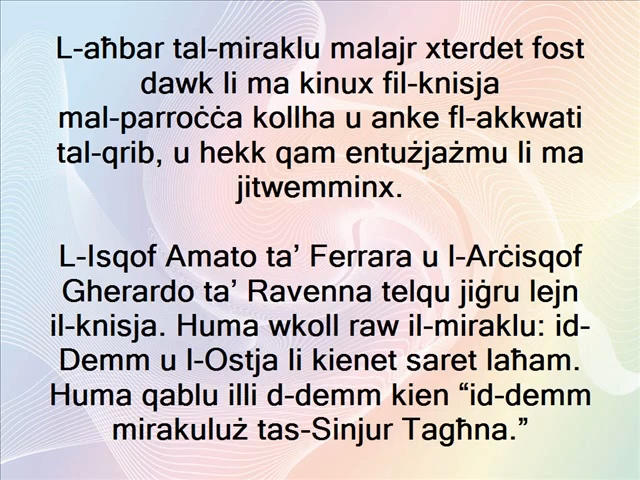 L-aħbar tal-miraklu malajr xterdet fost
dawk li ma kinux fil-knisja
mal-parroċċa kollha u anke fl-akkwati
tal-qrib, u hekk qam entużjażmu li ma
jitwemminx.
L-Isqof Amato ta’ Ferrara u l-Arċisqof
Gherardo ta’ Ravenna telqu jiġru lejn
il-knisja. Huma wkoll raw il-miraklu: id-
Demm u l-Ostja li kienet saret laħam.
Huma qablu illi d-demm kien “id-demm
mirakuluż tas-Sinjur Tagħna.”